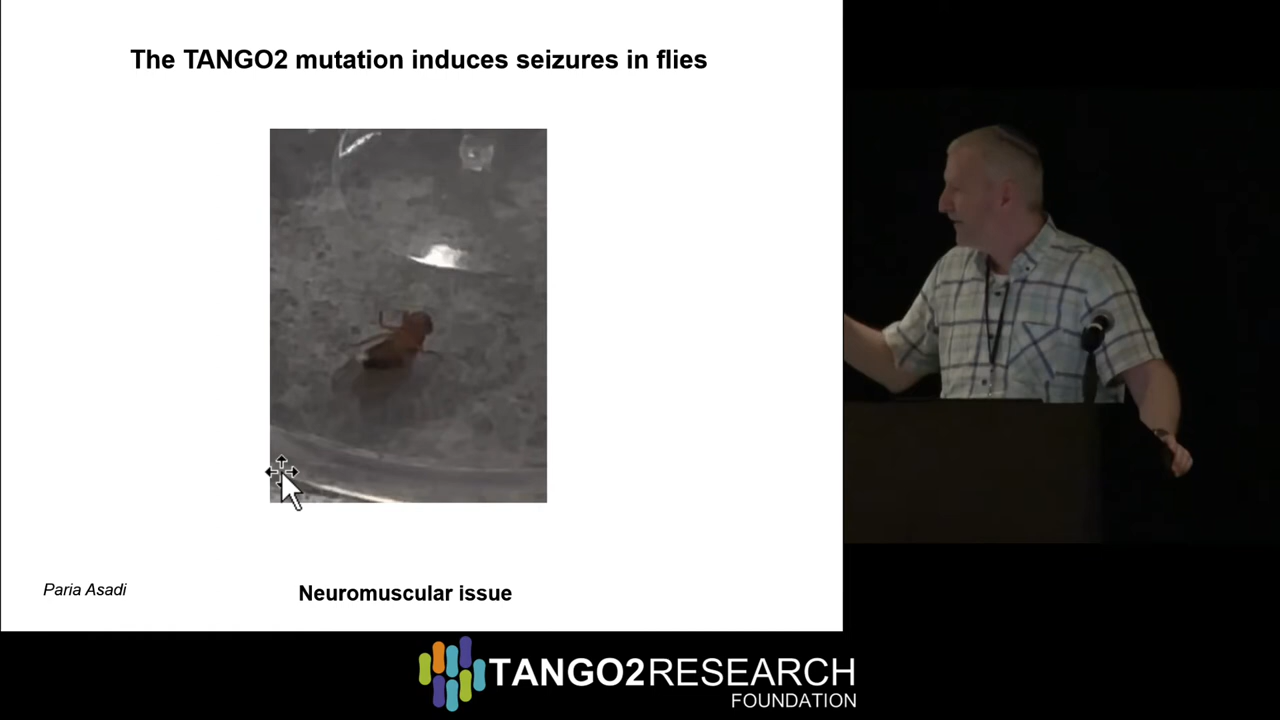 The TANGO2 mutation induces seizures in flies
Paria Asadi
Neuromuscular issue
TANGO2RESEARCH
FOUNDATION